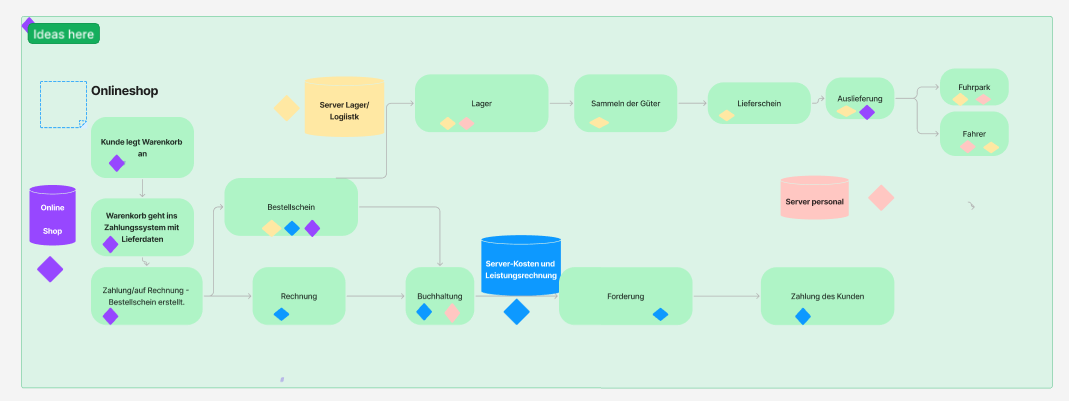 Ideas here
Onlineshop
Kunde legt Warenkorb
an
Online
Shop
Warenkorb geht ins
Zahlungssystem mit
Lieferdaten
Zahlung/auf Rechnung -
Bestellschein erstellt.
Server Lager/
Logiistk
Bestellschein
Rechnung
Lager
Sammeln der Güter
Lieferschein
Auslieferung
Fuhrpark
Fahrer
Server personal
Server-Kosten und
Leistungsrechnung
Buchhaltung
Forderung
Zahlung des Kunden